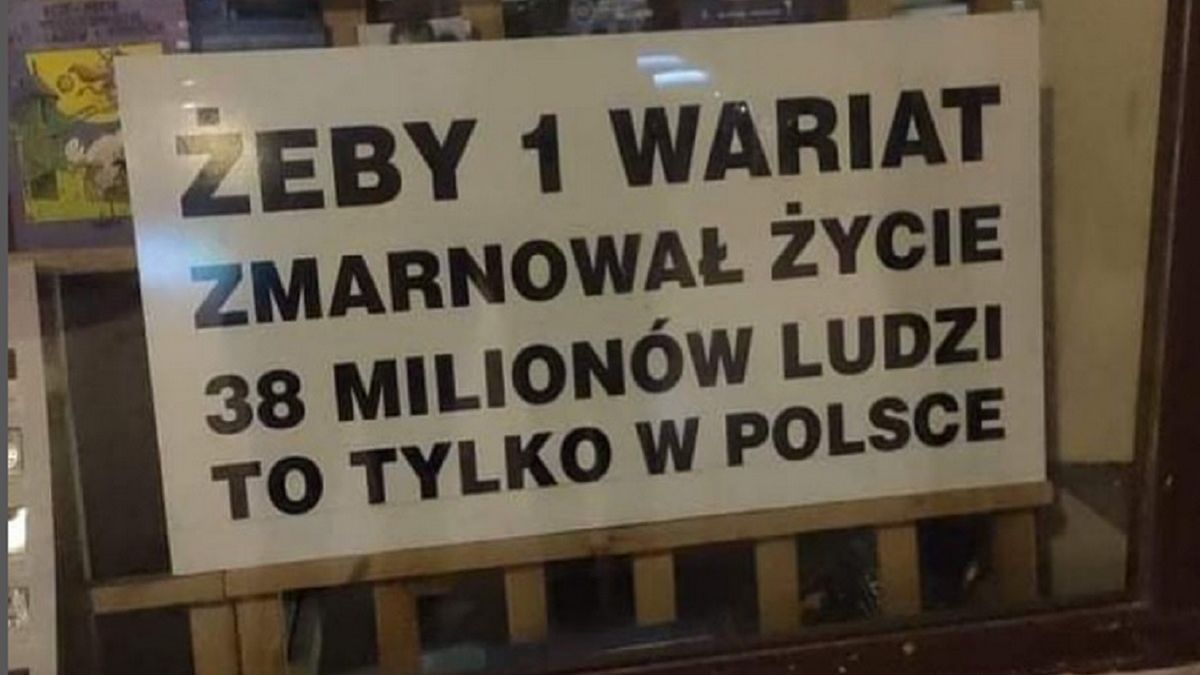 ŻEBY 1 WARIAT
ZMARNOWAŁ ŻYCIE
38 MILIONÓW LUDZI
TO TYLKO W POLSCE